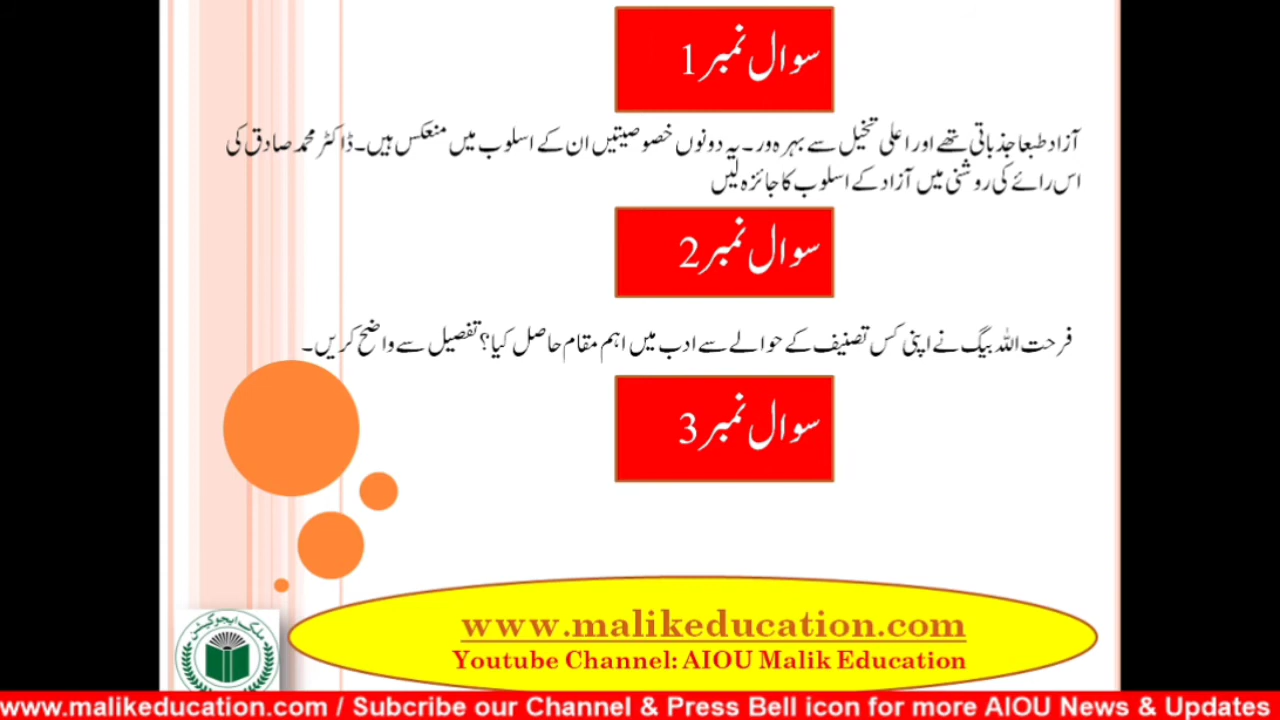 سوال نمبر 1
آزاد طبعا جذباتی تھے اور اعلی تخیل سے بہرہ ور۔ یہ دونوں خصوصیتیں ان کے اسلوب میں منعکس ہیں۔ ڈاکٹر محمد صادق کی
اس رائے کی روشنی میں آزاد کے اسلوب کا جائزہ لیں
سوال نمبر 2
فرحت اللہ بیگ نے اپنی کس تصنیف کے حوالے سے ادب میں اہم مقام حاصل کیا؟ تفصیل سے واضح کریں۔
سوال نمبر 3
www.malikeducation.com
Youtube Channel: AIOU Malik Education
ملک ایجوکیشن
www.malikeducation.com / Subcribe our Channel & Press Bell icon for more AIOU News & Updates